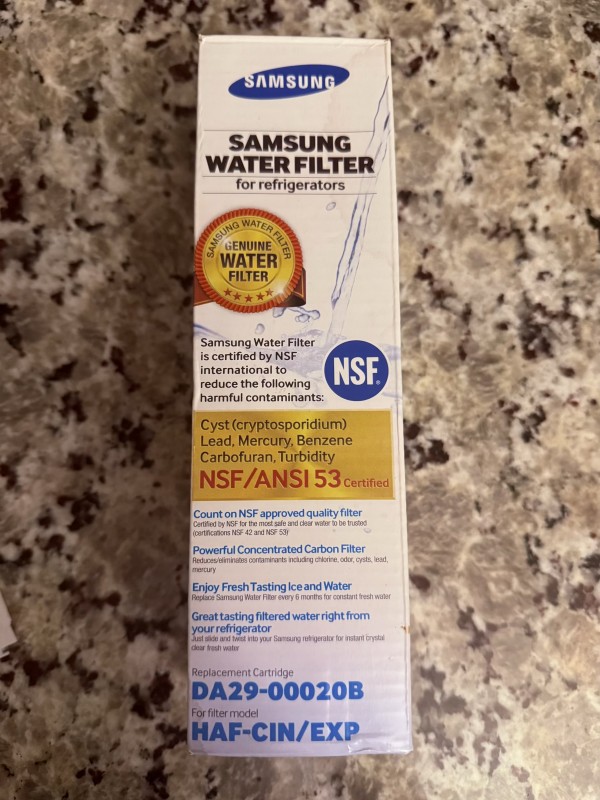 SAMSUNG
SAMSUNG
WATER FILTER
for refrigerators
SAMSUNG WATER FILTER
GENUINE
WATER
FILTER
Samsung Water Filter
is certified by NSF
international to
reduce the following
harmful contaminants:
NSF®
Cyst (cryptosporidium)
Lead, Mercury, Benzene
Carbofuran, Turbidity
NSF/ANSI 53 Certified
Count on NSF approved quality filter
Certified by NSF for the most safe and clear water to be trusted
(certifications NSF 42 and NSF 53)
Powerful Concentrated Carbon Filter
Reduces/eliminates contaminants including chlorine, odor, cysts, lead,
mercury
Enjoy Fresh Tasting Ice and Water
Replace Samsung Water Filter every 6 months for constant fresh water
Great tasting filtered water right from
your refrigerator
Just slide and twist into your Samsung refrigerator for instant crystal
clear fresh water
Replacement Cartridge
DA29-00020B
For filter model
HAF-CIN/EXP